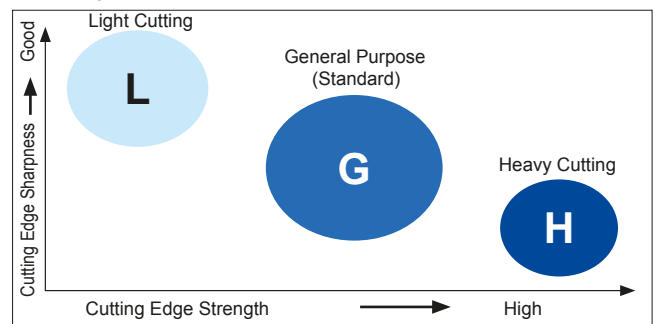 Light Cutting
L
General Purpose
(Standard)
G
Heavy Cutting
H
Cutting Edge Sharpness → Good
Cutting Edge Strength → High